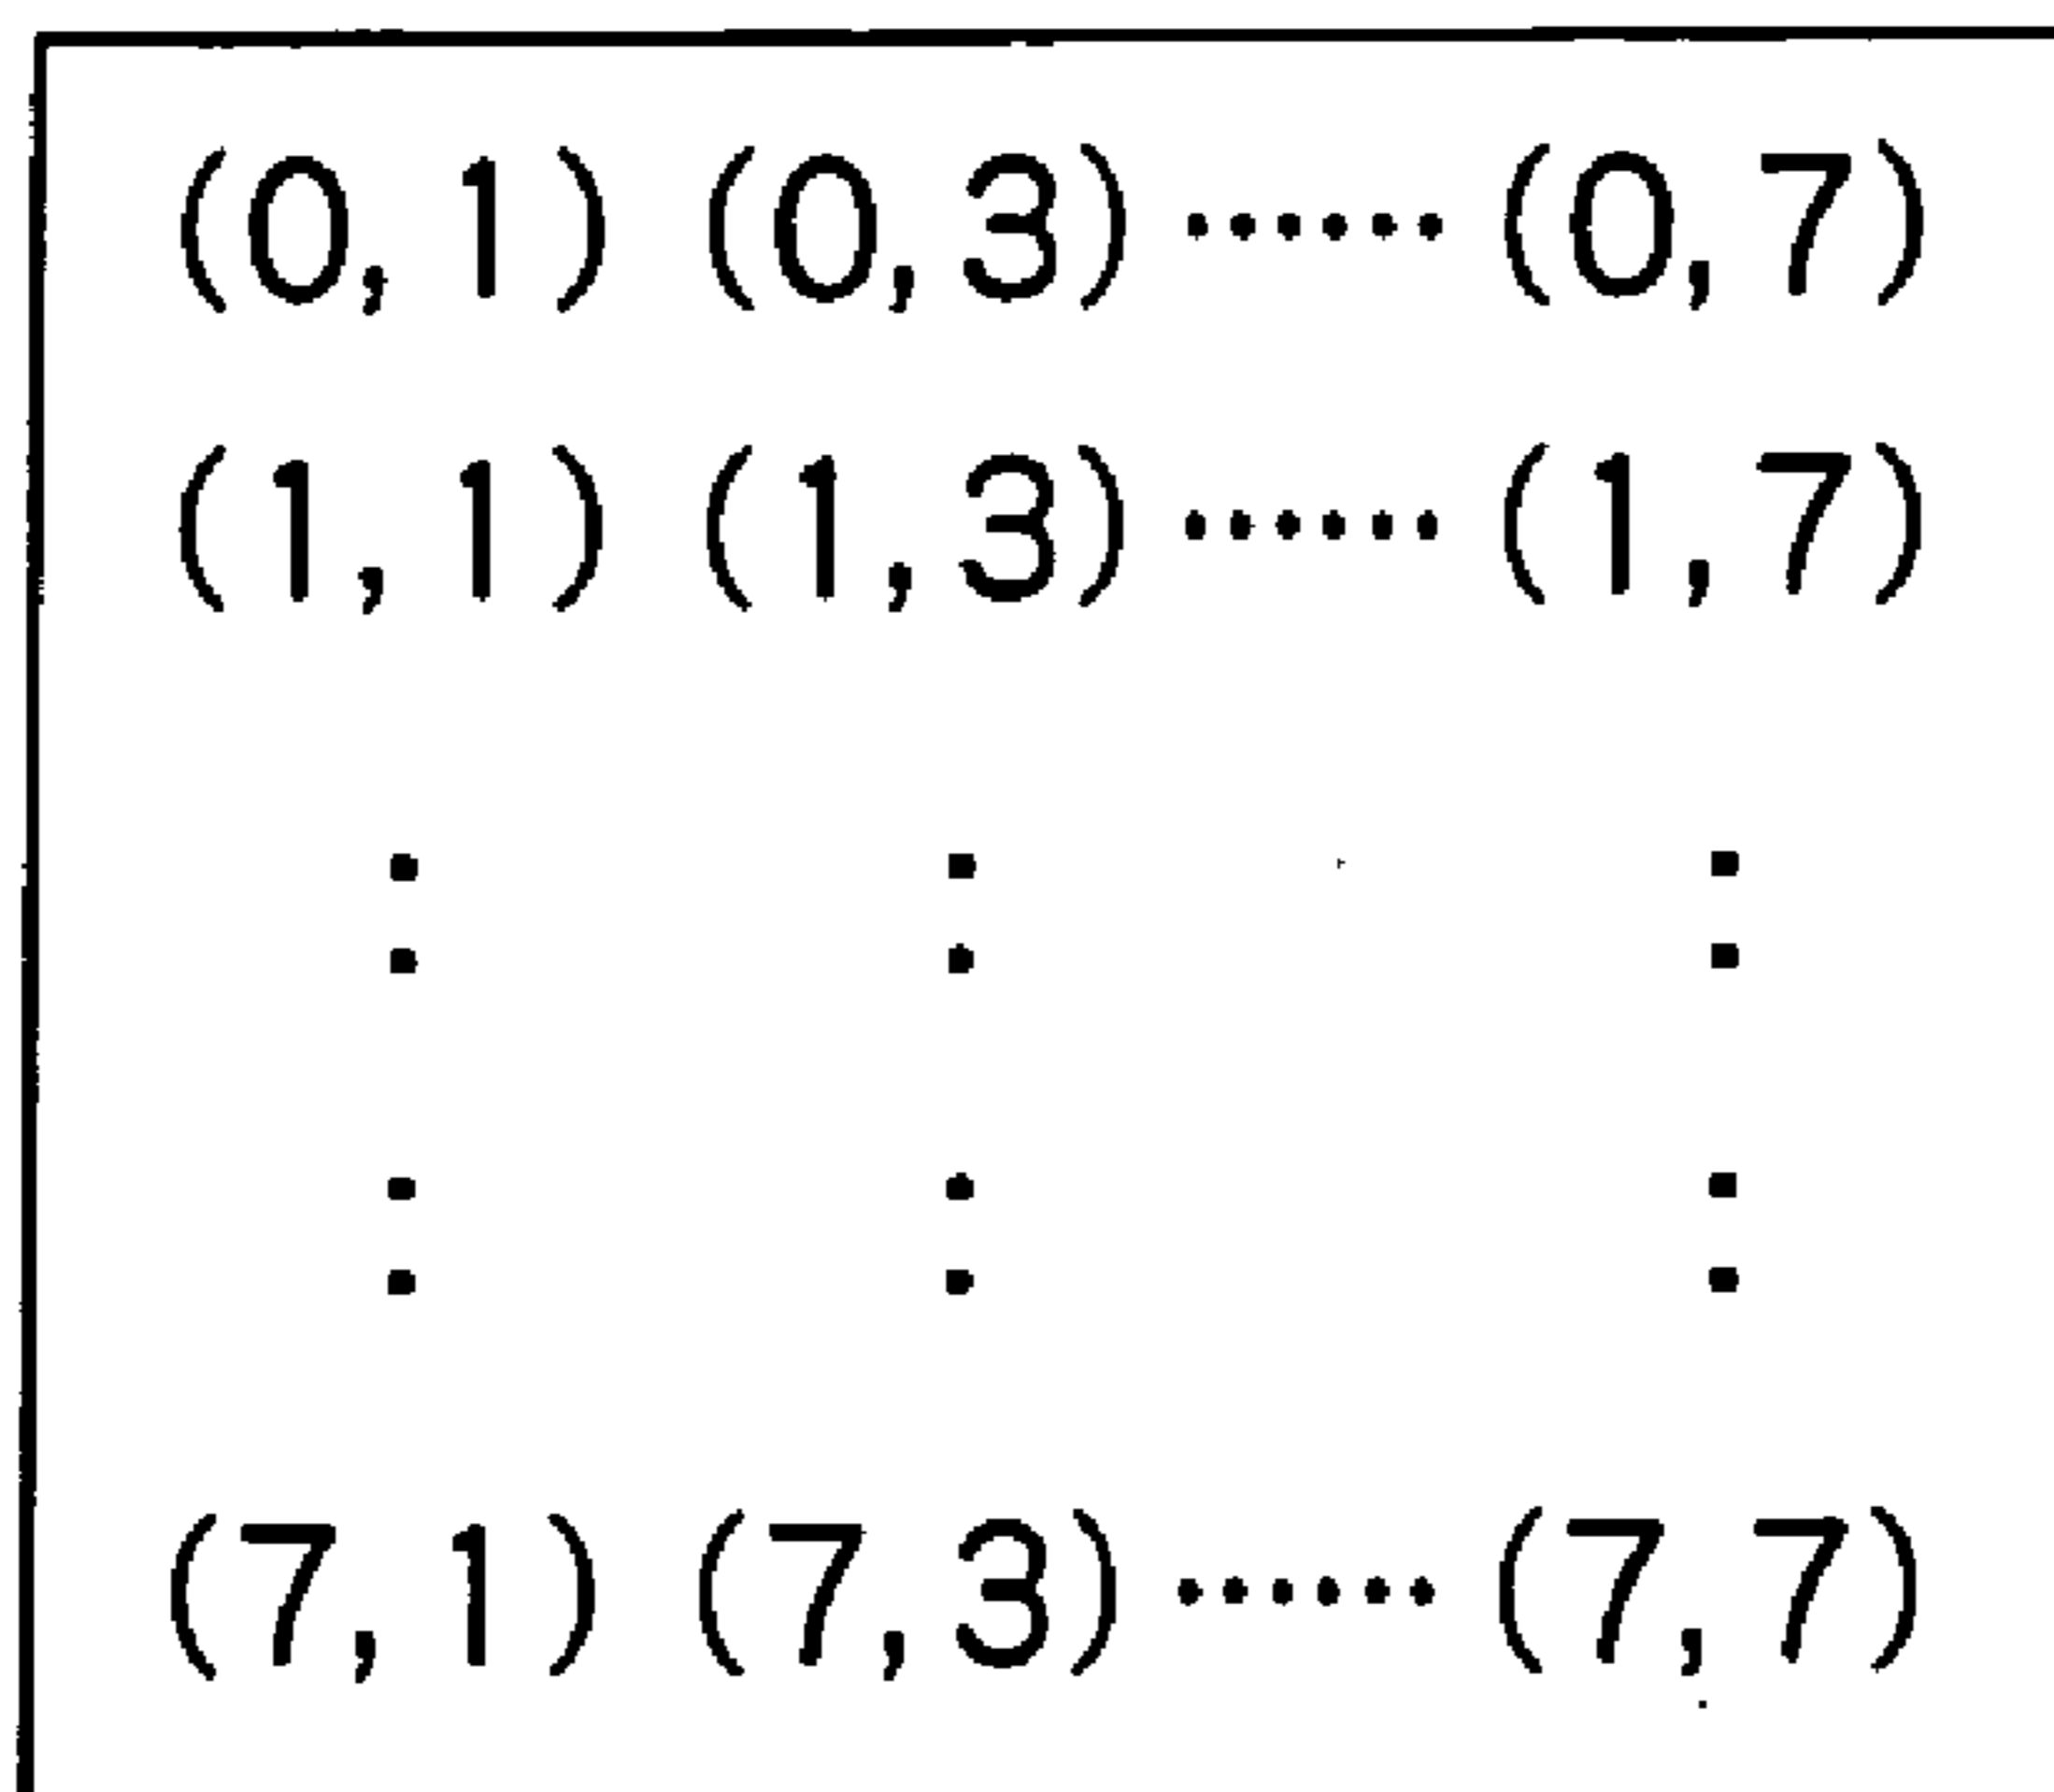 (0, 1) (0, 3) ...... (0, 7)
(1, 1) (1, 3) ...... (1, 7)
: : :
: : :
(7, 1) (7, 3) ...... (7, 7)